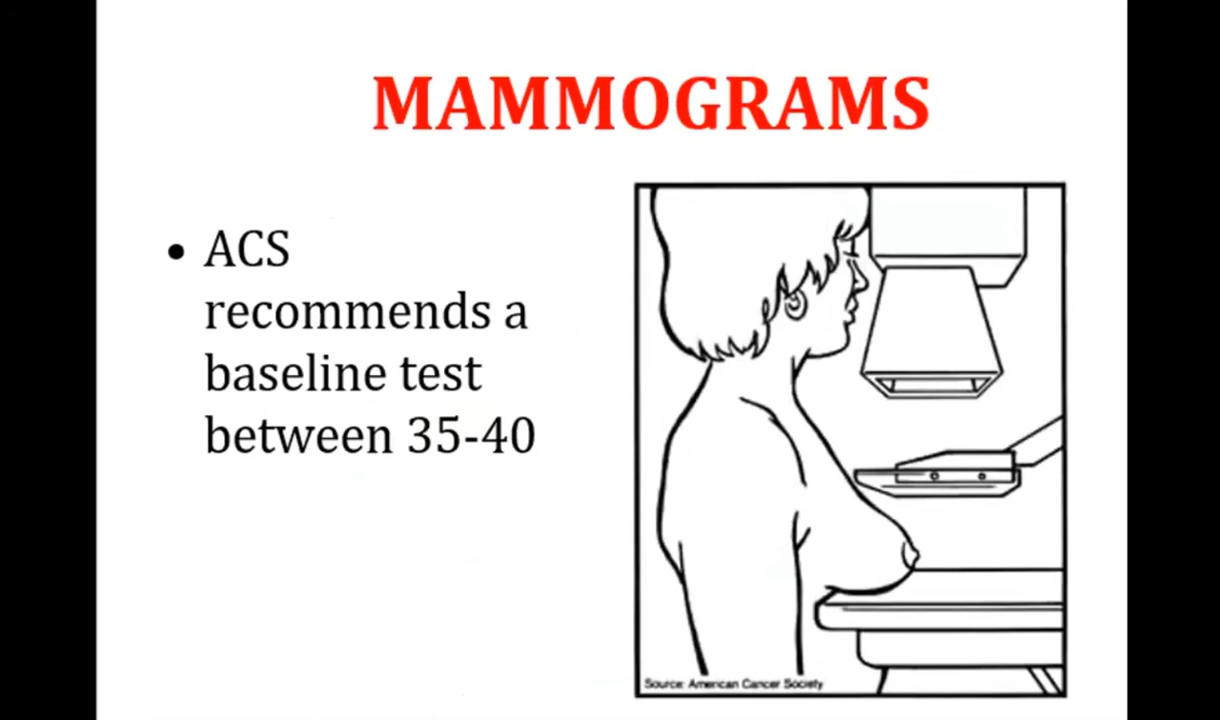 MAMMOGRAMS
• ACS
recommends a
baseline test
between 35-40
Source: American Cancer Society